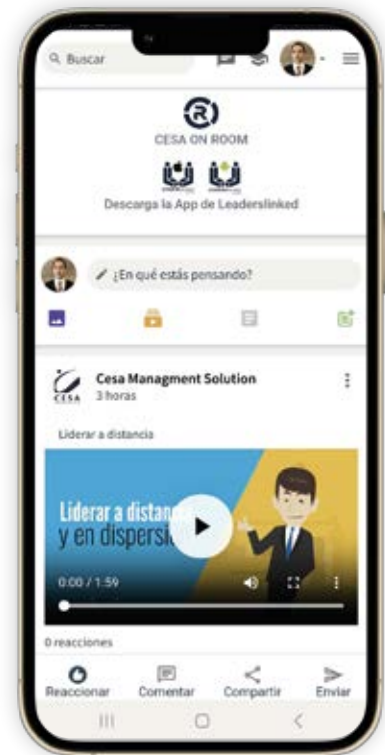 Buscar
CESA ON ROOM
Descarga la App de Leaderslinked
¿En qué estás pensando?
CESA
Cesa Managment Solution
3 horas
Liderar a distancia
Liderar a distancia
y en dispersi
0:00 / 1:59
0 reacciones
Reaccionar Comentar Compartir Enviar